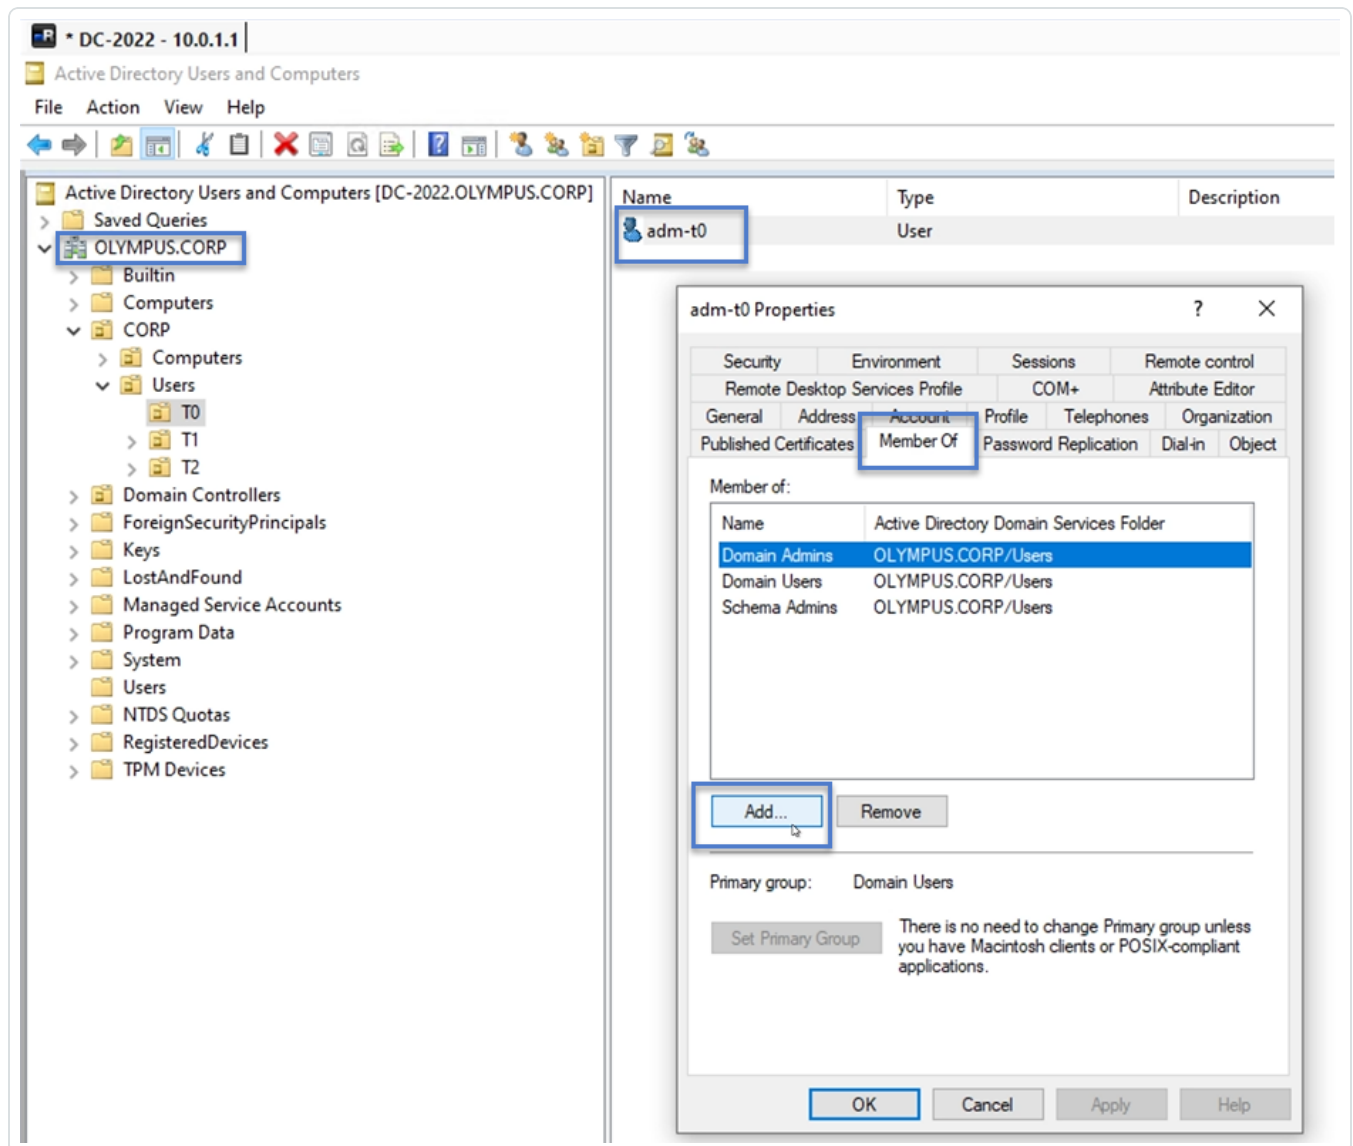 * DC-2022 - 10.0.1.1
Active Directory Users and Computers
File Action View Help
Active Directory Users and Computers [DC-2022.OLYMPUS.CORP]
Saved Queries
OLYMPUS.CORP
Builtin
Computers
CORP
Computers
Users
T0
T1
T2
Domain Controllers
ForeignSecurityPrincipals
Keys
LostAndFound
Managed Service Accounts
Program Data
System
Users
NTDS Quotas
RegisteredDevices
TPM Devices
Name Type Description
adm-t0 User
adm-t0 Properties ?
Security Environment Sessions Remote control
Remote Desktop Services Profile COM+ Attribute Editor
General Address Account Profile Telephones Organization
Published Certificates Member Of Password Replication Dial-in Object
Member of:
Name Active Directory Domain Services Folder
Domain Admins OLYMPUS.CORP/Users
Domain Users OLYMPUS.CORP/Users
Schema Admins OLYMPUS.CORP/Users
Add... Remove
Primary group: Domain Users
Set Primary Group
There is no need to change Primary group unless
you have Macintosh clients or POSIX-compliant
applications.
OK Cancel Apply Help